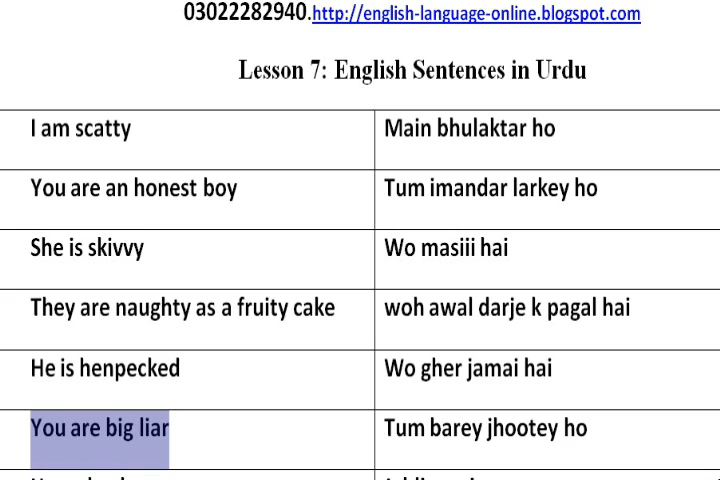 03022282940.http://english-language-online.blogspot.com
Lesson 7: English Sentences in Urdu
I am scatty Main bhulaktar ho
You are an honest boy Tum imandar larkey ho
She is skivvy Wo masiii hai
They are naughty as a fruity cake woh awal darje k pagal hai
He is henpecked Wo gher jamai hai
You are big liar Tum barey jhootey ho